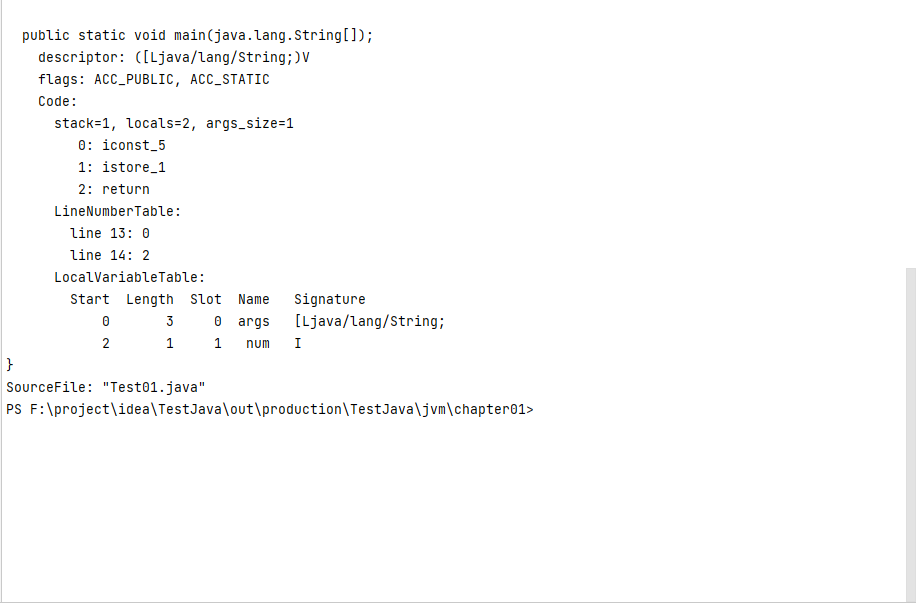 public static void main(java.lang.String[]);
descriptor: ([Ljava/lang/String;)V
flags: ACC_PUBLIC, ACC_STATIC
Code:
stack=1, locals=2, args_size=1
0: iconst_5
1: istore_1
2: return
LineNumberTable:
line 13: 0
line 14: 2
LocalVariableTable:
Start  Length  Slot  Name   Signature
0       3     0  args   [Ljava/lang/String;
2       1     1   num   I
}
SourceFile: "Test01.java"
PS F:\project\idea\TestJava\out\production\TestJava\jvm\chapter01>